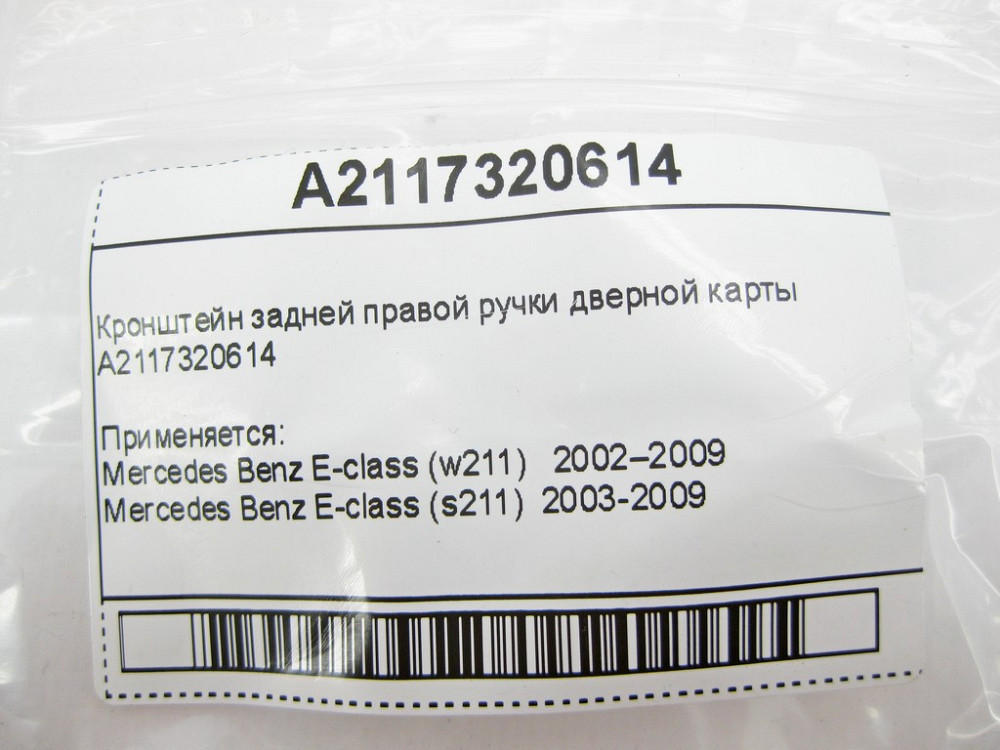 A2117320614
Кронштейн задней правой ручки дверной карты
A2117320614
Применяется:
Mercedes Benz E-class (w211) 2002–2009
Mercedes Benz E-class (s211) 2003-2009